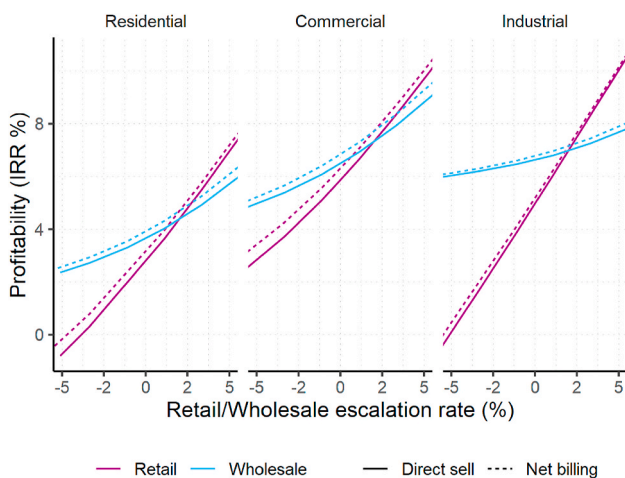 Residential Commercial Industrial
Profitability (IRR %)
8
4
0
-5 -2 0 2 5 -5 -2 0 2 5 -5 -2 0 2 5
Retail/Wholesale escalation rate (%)
Retail Wholesale Direct sell Net billing